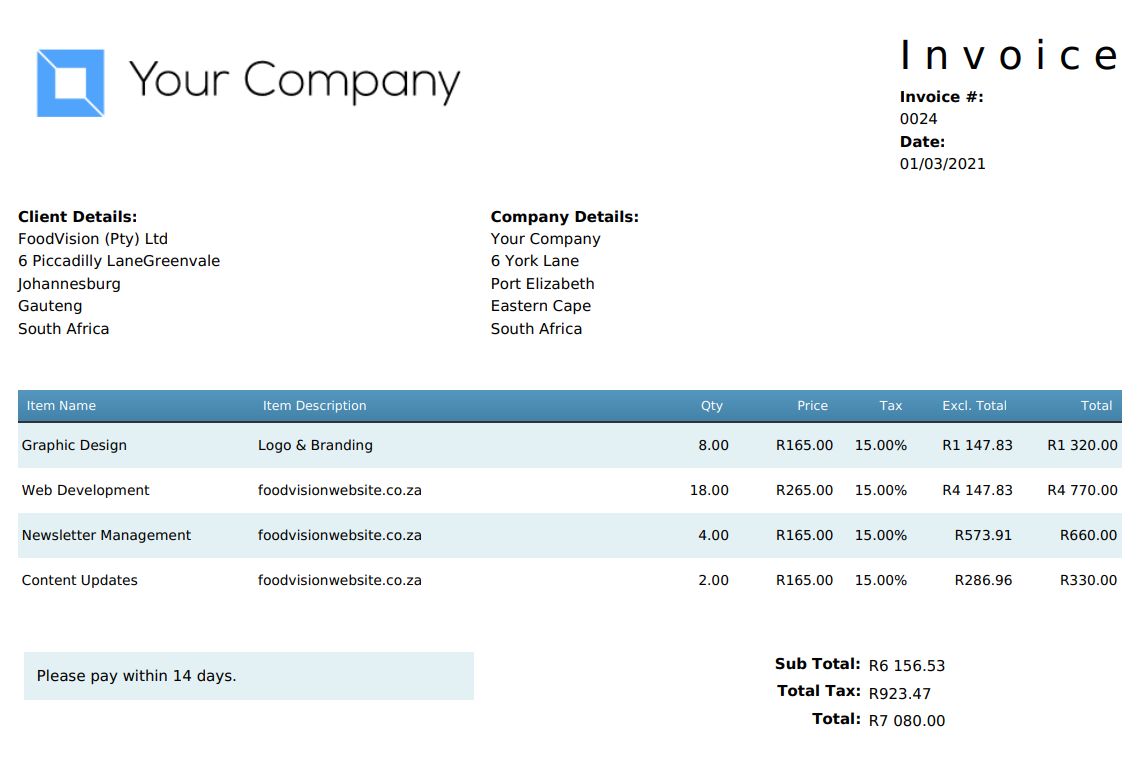 Your Company
Invoice
Invoice #:
0024
Date:
01/03/2021
Client Details:
FoodVision (Pty) Ltd
6 Piccadilly LaneGreenvale
Johannesburg
Gauteng
South Africa
Company Details:
Your Company
6 York Lane
Port Elizabeth
Eastern Cape
South Africa
Item Name Item Description Qty Price Tax Excl. Total Total
Graphic Design Logo & Branding 8.00 R165.00 15.00% R1 147.83 R1 320.00
Web Development foodvisionwebsite.co.za 18.00 R265.00 15.00% R4 147.83 R4 770.00
Newsletter Management foodvisionwebsite.co.za 4.00 R165.00 15.00% R573.91 R660.00
Content Updates foodvisionwebsite.co.za 2.00 R165.00 15.00% R286.96 R330.00
Please pay within 14 days.
Sub Total: R6 156.53
Total Tax: R923.47
Total: R7 080.00